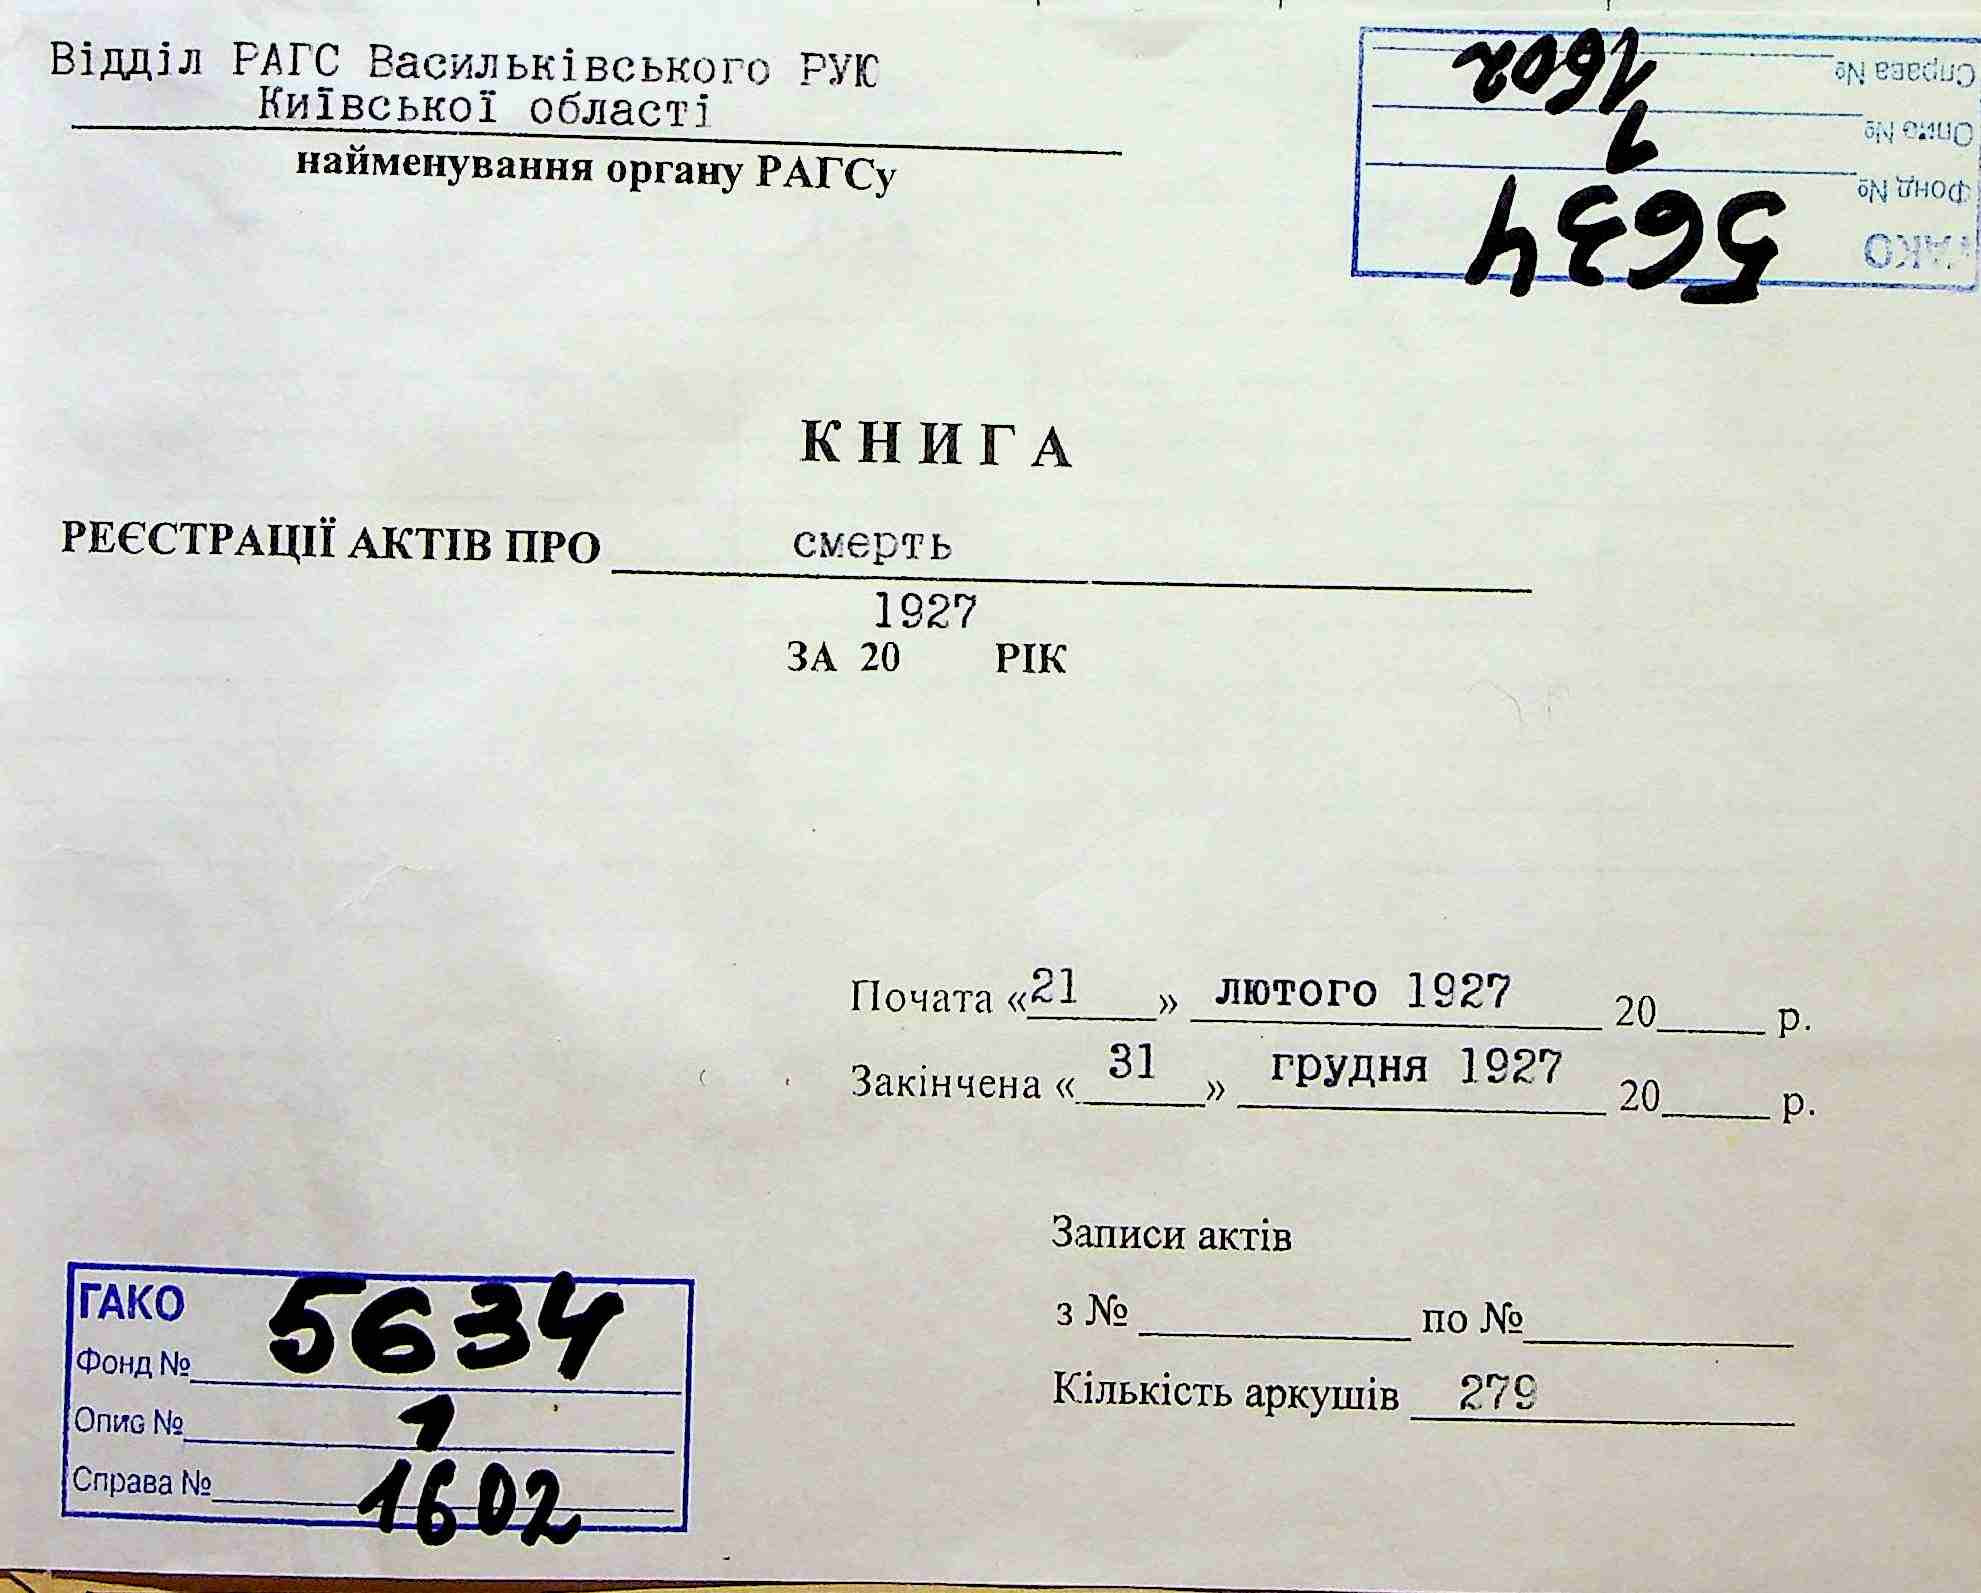 Відділ РАГС Васильківського РУЮ
Київської області
найменування органу РАГСу
Справа № 1602
Опис № 1
Фонд № 5634
ГАКО
КНИГА
РЕЄСТРАЦІЇ АКТІВ ПРО смерть
1927
ЗА 20 РІК
Почата «21» лютого 1927 20 р.
Закінчена «31» грудня 1927 20 р.
Записи актів
з № по №
Кількість аркушів 279
ГАКО
Фонд № 5634
Опис № 1
Справа № 1602